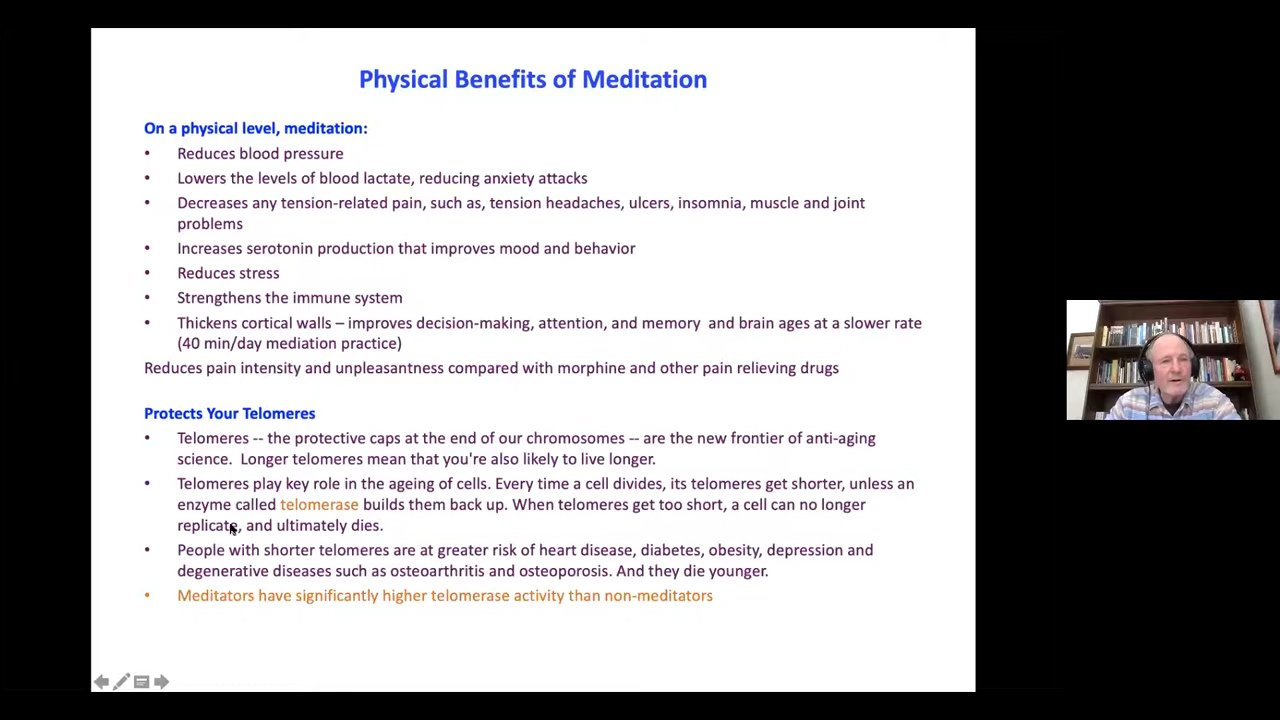 Physical Benefits of Meditation
On a physical level, meditation:
• Reduces blood pressure
• Lowers the levels of blood lactate, reducing anxiety attacks
• Decreases any tension-related pain, such as, tension headaches, ulcers, insomnia, muscle and joint
problems
• Increases serotonin production that improves mood and behavior
• Reduces stress
• Strengthens the immune system
• Thickens cortical walls – improves decision-making, attention, and memory and brain ages at a slower rate
(40 min/day mediation practice)
Reduces pain intensity and unpleasantness compared with morphine and other pain relieving drugs
Protects Your Telomeres
• Telomeres -- the protective caps at the end of our chromosomes -- are the new frontier of anti-aging
science. Longer telomeres mean that you're also likely to live longer.
• Telomeres play key role in the ageing of cells. Every time a cell divides, its telomeres get shorter, unless an
enzyme called telomerase builds them back up. When telomeres get too short, a cell can no longer
replicate, and ultimately dies.
• People with shorter telomeres are at greater risk of heart disease, diabetes, obesity, depression and
degenerative diseases such as osteoarthritis and osteoporosis. And they die younger.
• Meditators have significantly higher telomerase activity than non-meditators